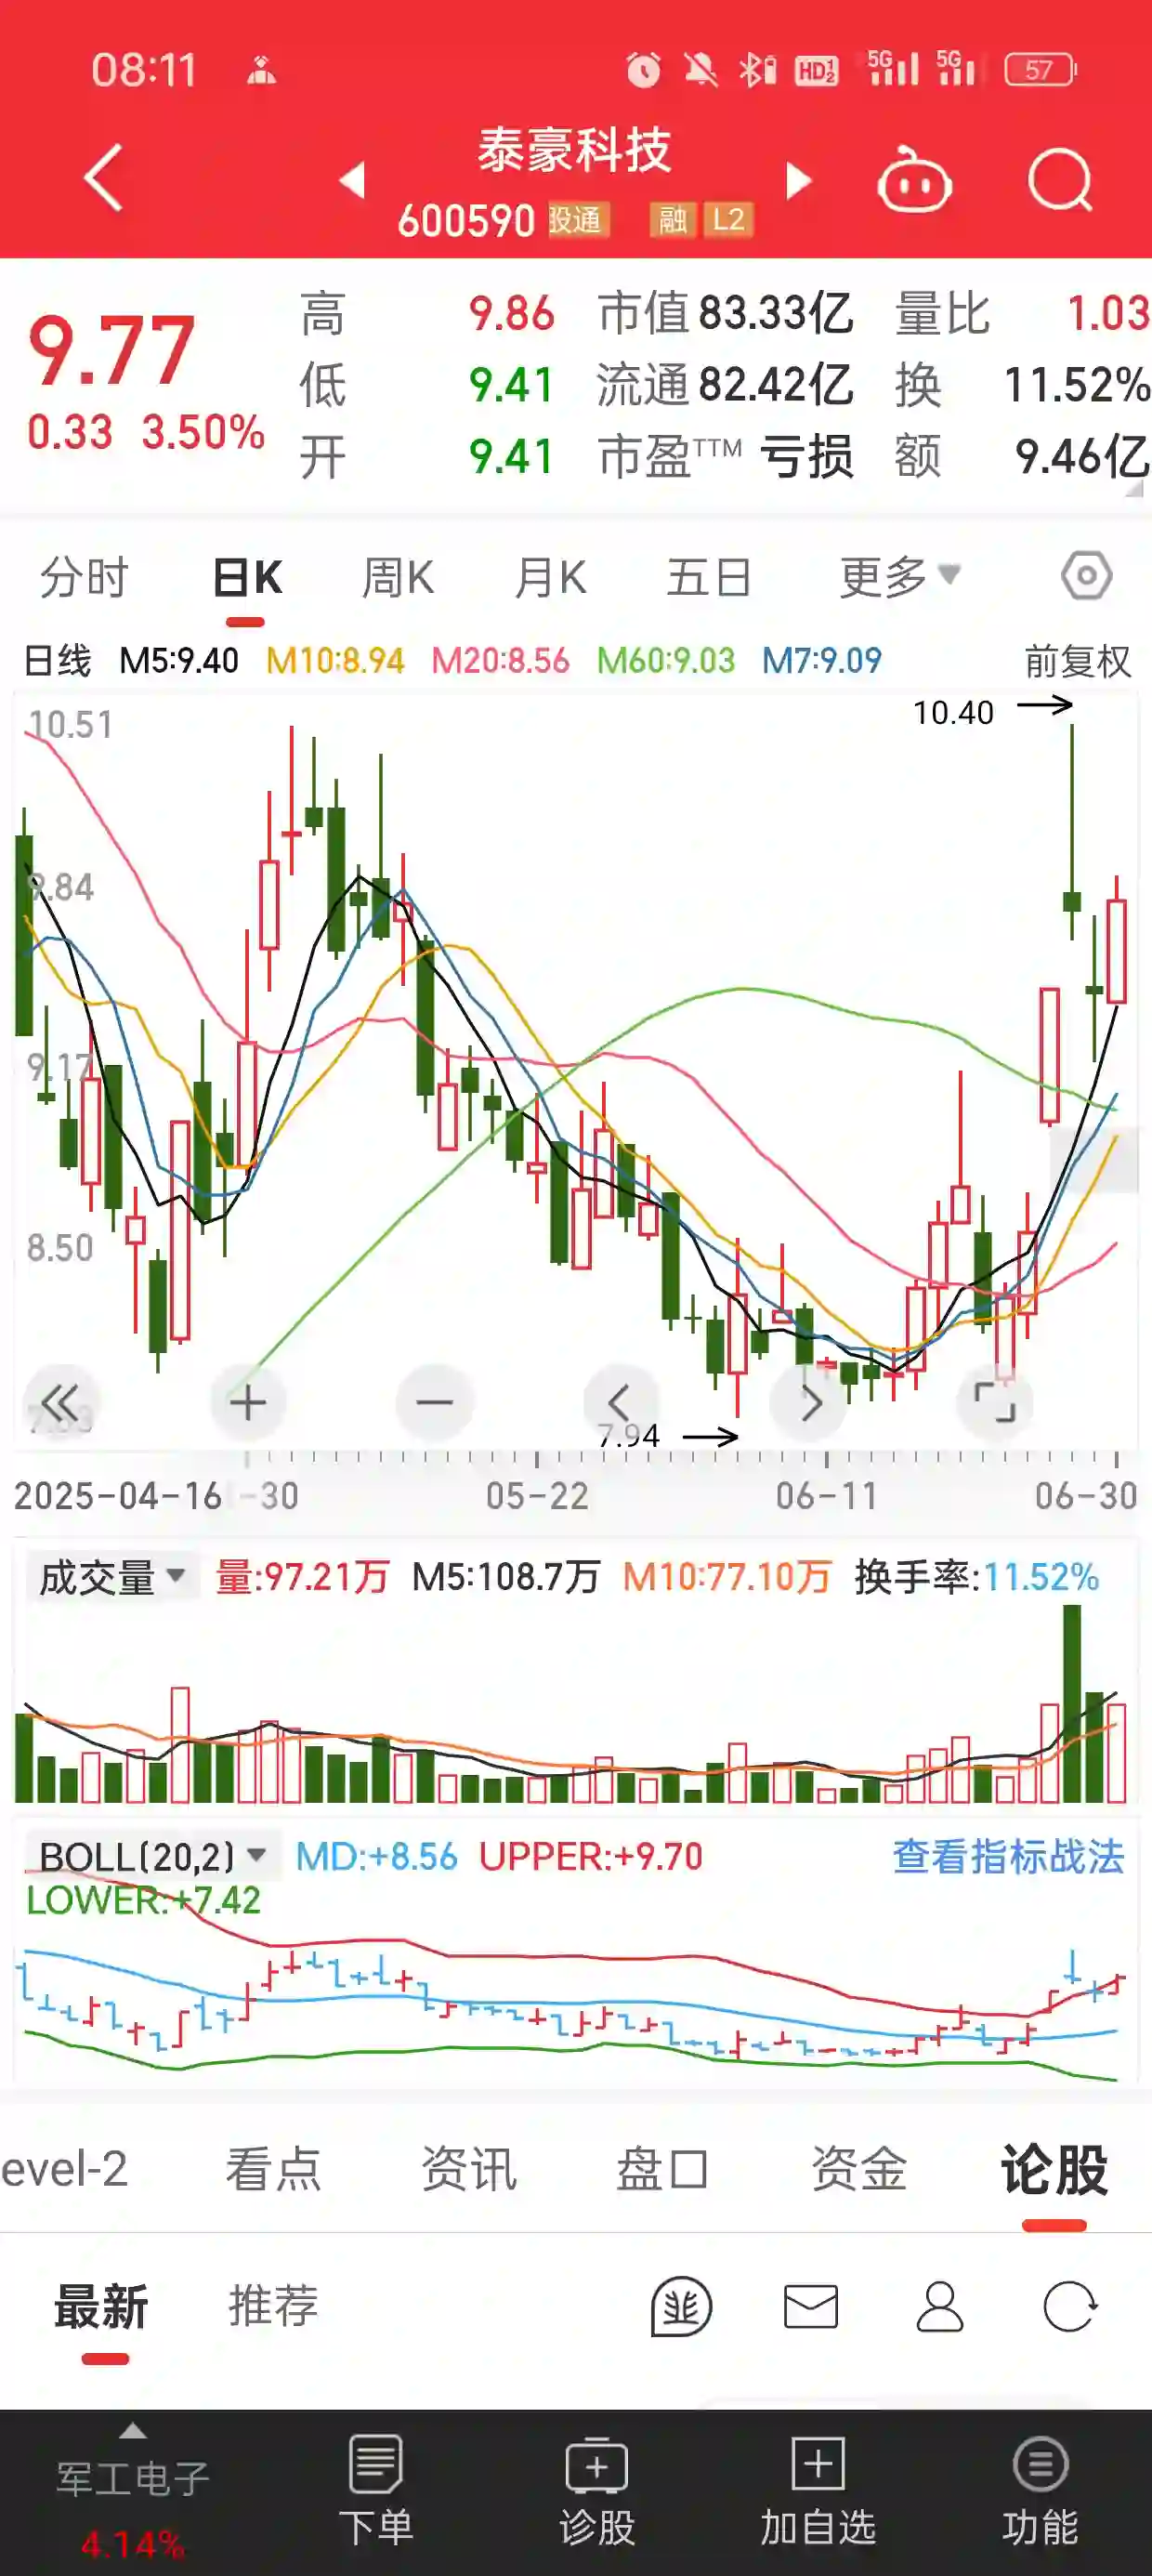 08:11 HD 1 2 5G 5G 57
泰豪科技
600590 股通 融 L2
9.77 高 9.86 市值 83.33亿 量比 1.03
0.33 3.50% 低 9.41 流通 82.42亿 换 11.52%
开 9.41 市盈TTM 亏损 额 9.46亿
分时 日K 周K 月K 五日 更多
日线 M5:9.40 M10:8.94 M20:8.56 M60:9.03 M7:9.09 前复权
10.51 10.40
9.84
9.17
8.50
7.94
2025-04-16 -30 05-22 06-11 06-30
成交量 量:97.21万 M5:108.7万 M10:77.10万 换手率:11.52%
BOLL(20,2) MD:+8.56 UPPER:+9.70 查看指标战法
LOWER:+7.42
evel-2 看点 资讯 盘口 资金 论股
最新 推荐
军工电子 下单 诊股 加自选 功能
4.14%